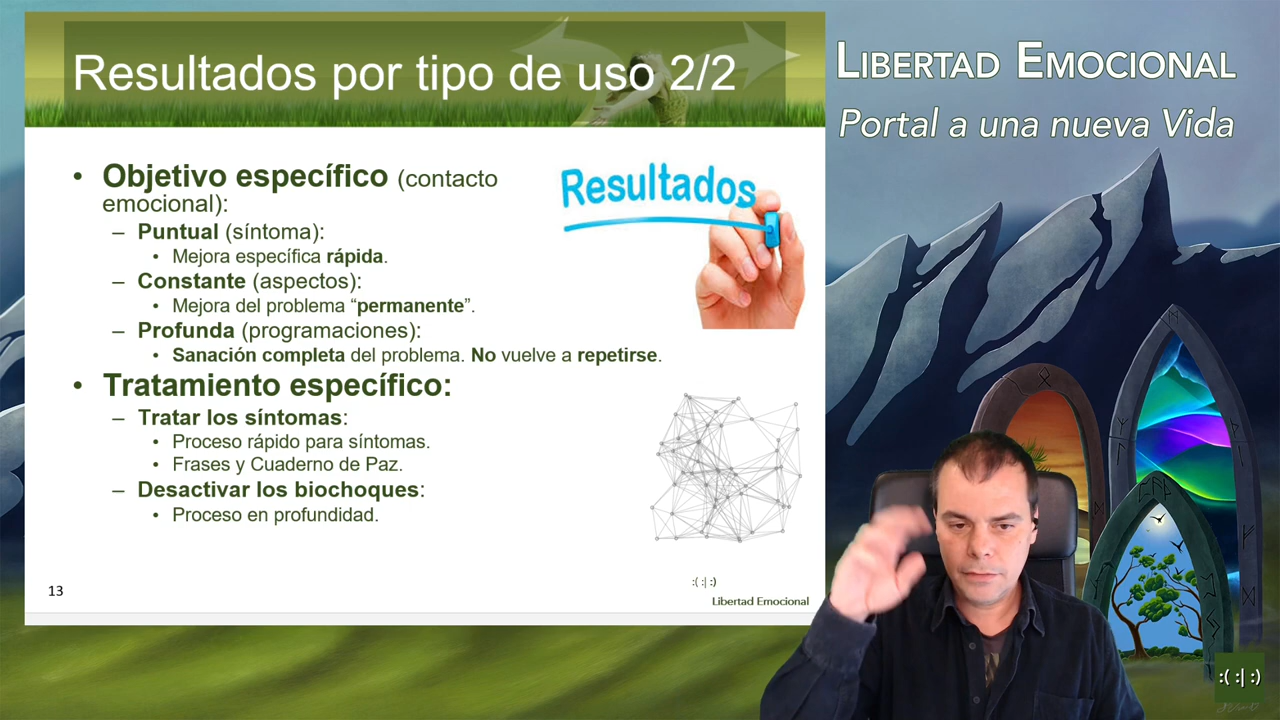 Resultados por tipo de uso 2/2
LIBERTAD EMOCIONAL
Portal a una nueva Vida
• Objetivo específico (contacto
emocional):
– Puntual (síntoma):
• Mejora específica rápida.
– Constante (aspectos):
• Mejora del problema “permanente”.
– Profunda (programaciones):
• Sanación completa del problema. No vuelve a repetirse.
• Tratamiento específico:
– Tratar los síntomas:
• Proceso rápido para síntomas.
• Frases y Cuaderno de Paz.
– Desactivar los biochoques:
• Proceso en profundidad.
Resultados
13
:( :| :)
Libertad Emocional
:( :| :)